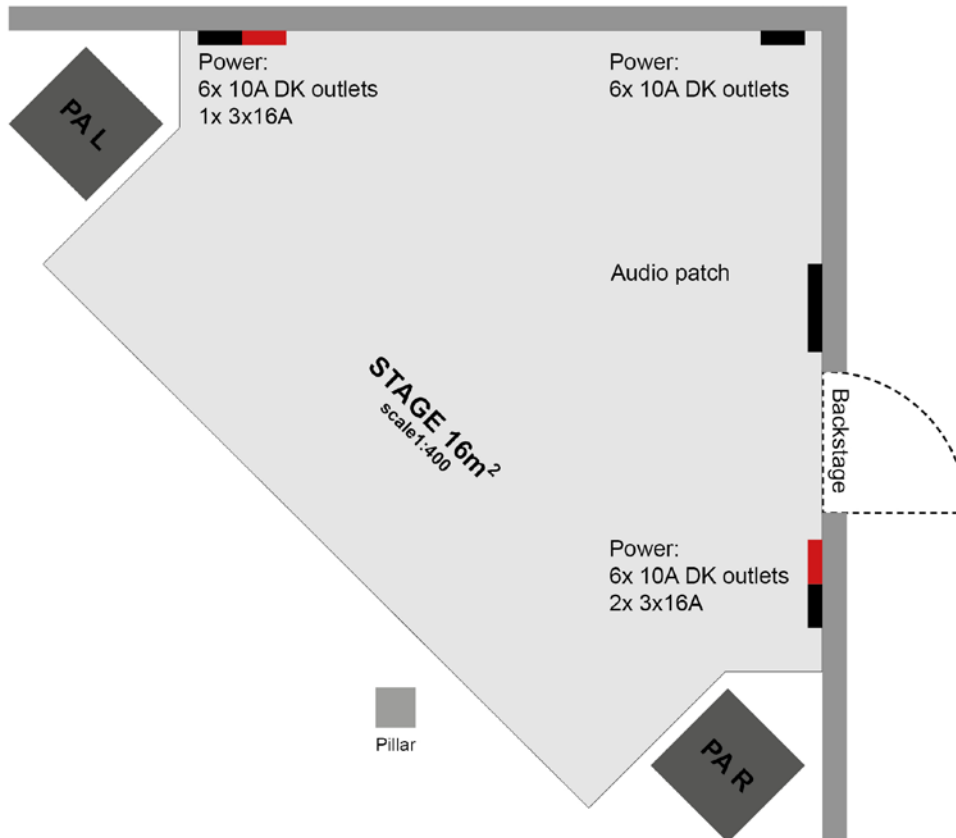 PA L
Power:
6x 10A DK outlets
1x 3x16A
Power:
6x 10A DK outlets
Audio patch
STAGE 16m²
scale1:400
Backstage
Power:
6x 10A DK outlets
2x 3x16A
Pillar
PA R